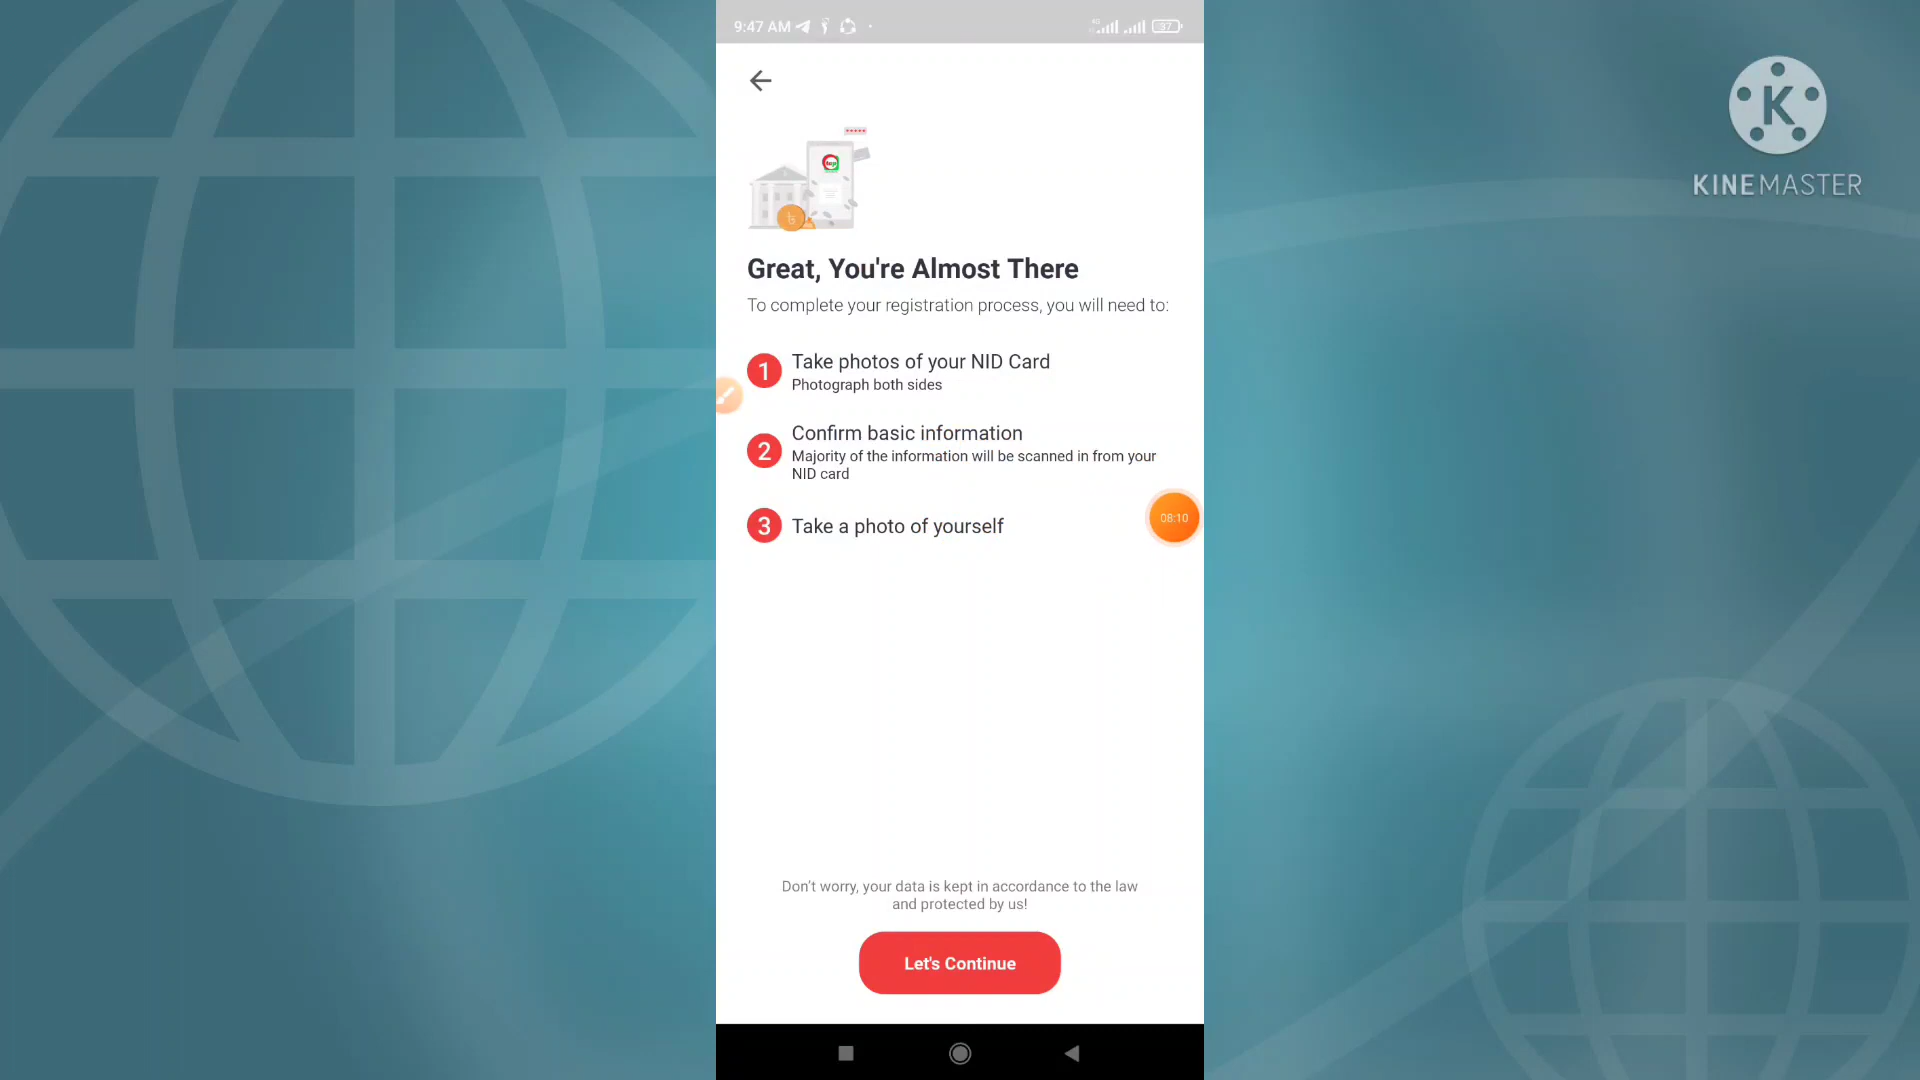 9:47 AM
4G
97
K
KINEMASTER
Great, You're Almost There
To complete your registration process, you will need to:
1
Take photos of your NID Card
Photograph both sides
2
Confirm basic information
Majority of the information will be scanned in from your
NID card
08:10
3
Take a photo of yourself
Don't worry, your data is kept in accordance to the law
and protected by us!
Let's Continue